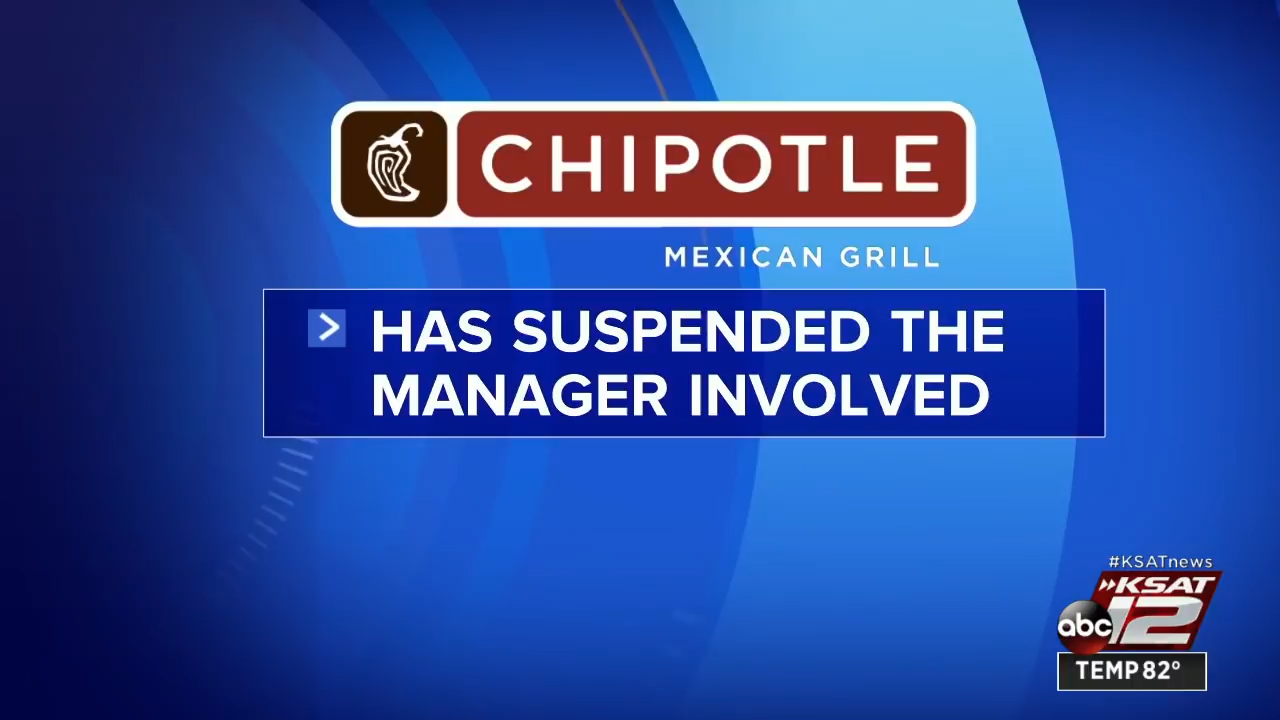 CHIPOTLE
MEXICAN GRILL
HAS SUSPENDED THE
MANAGER INVOLVED
#KSATnews
KSAT
abc 12
TEMP 82°